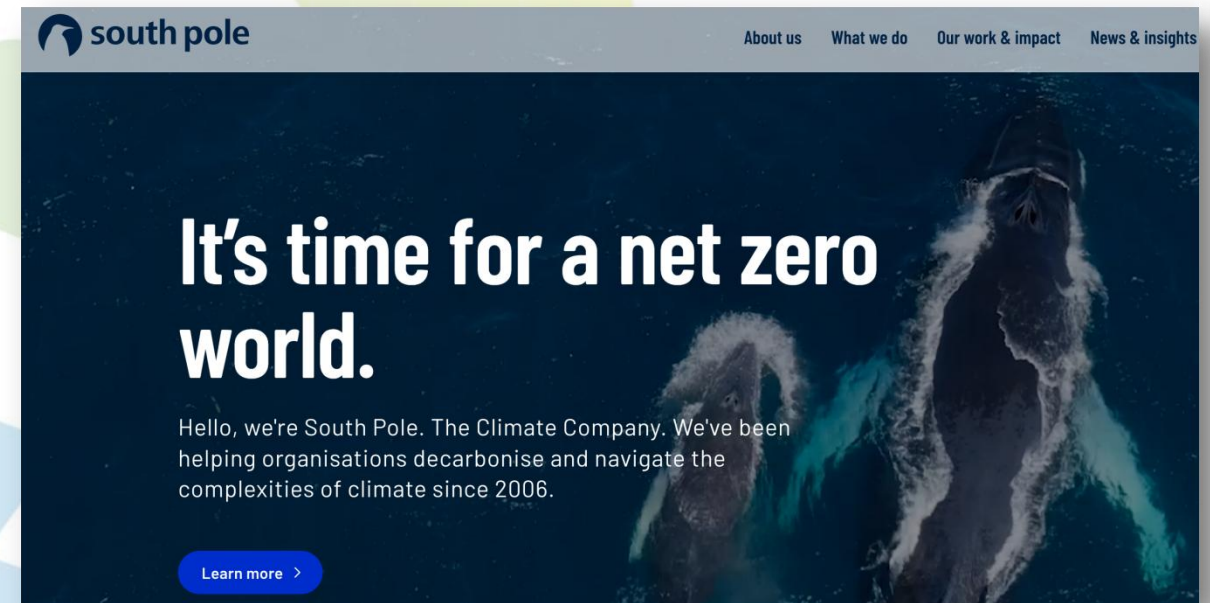 south pole
About us What we do Our work & impact News & insights
It's time for a net zero
world.
Hello, we're South Pole. The Climate Company. We've been
helping organisations decarbonise and navigate the
complexities of climate since 2006.
Learn more >